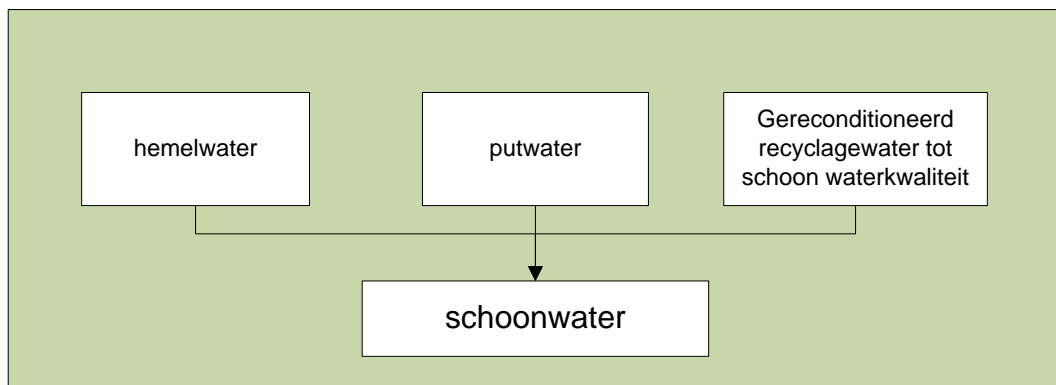 hemelwater
putwater
Gereconditioneerd
recyclagewater tot
schoon waterkwaliteit
schoonwater